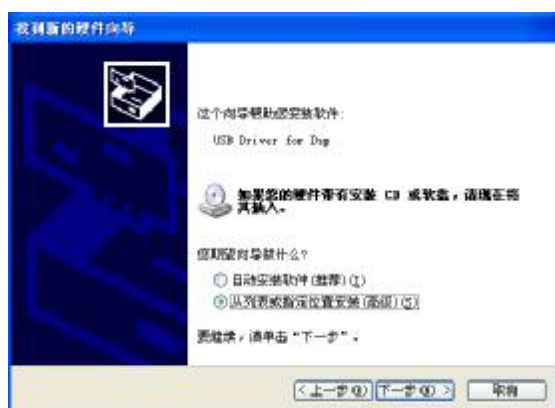 找到新的硬件向导
这个向导帮助您安装软件:
USB Driver for Dsp
如果您的硬件带有安装 CD 或软盘，请现在将
其插入。
您期望向导做什么?
自动安装软件(推荐)(I)
从列表或指定位置安装(高级)(S)
要继续，请单击“下一步”。
<上一步(B) 下一步(N) > 取消